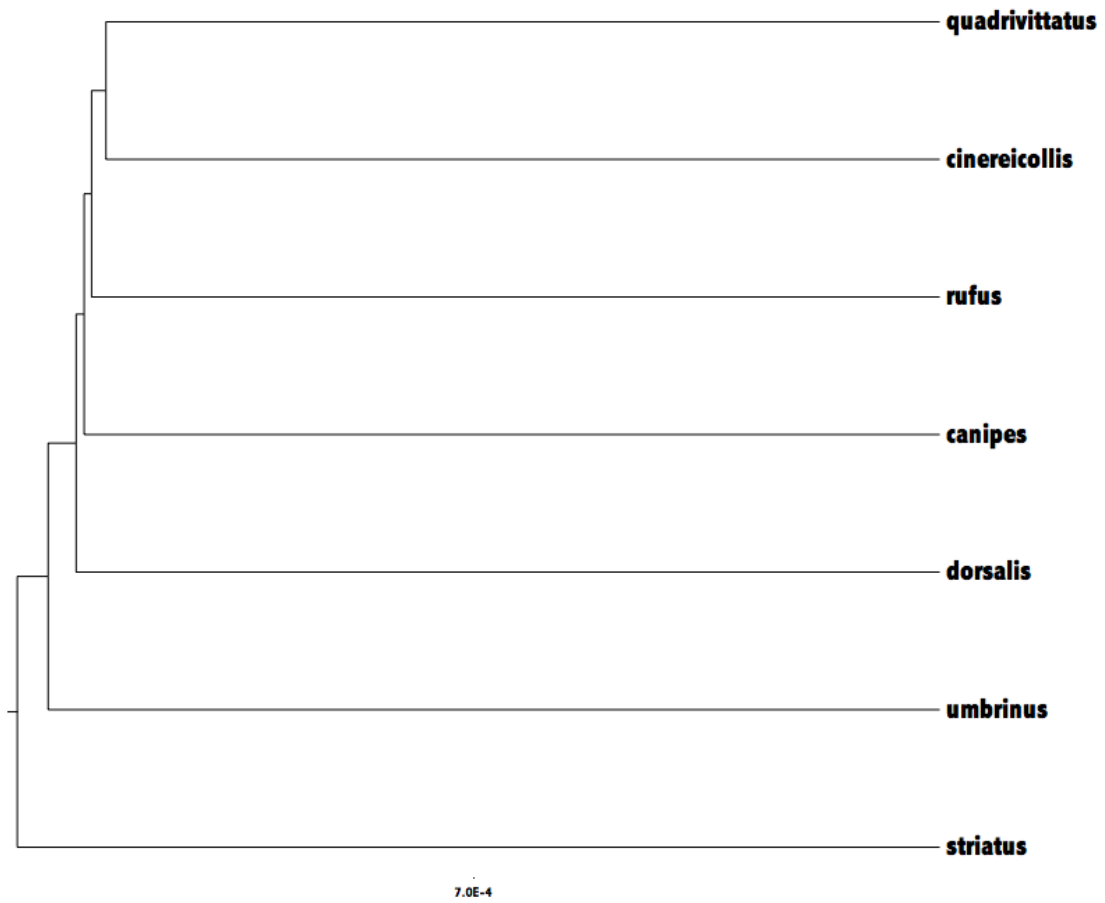 quadrivittatus
cinereicollis
rufus
canipes
dorsalis
umbrinus
striatus
7.0E-4